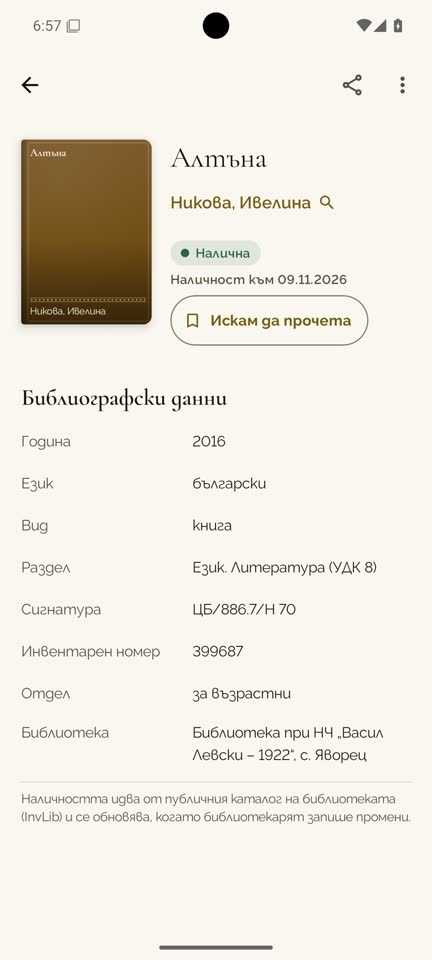 6:57
Алтъна
Никова, Ивелина
Алтъна
Никова, Ивелина
Налична
Наличност към 09.11.2026
Искам да прочета
Библиографски данни
Година 2016
Език български
Вид книга
Раздел Език. Литература (УДК 8)
Сигнатура ЦБ/886.7/Н 70
Инвентарен номер 399687
Отдел за възрастни
Библиотека Библиотека при НЧ „Васил
Левски – 1922“, с. Яворец
Наличността идва от публичния каталог на библиотеката
(InvLib) и се обновява, когато библиотекарят запише промени.